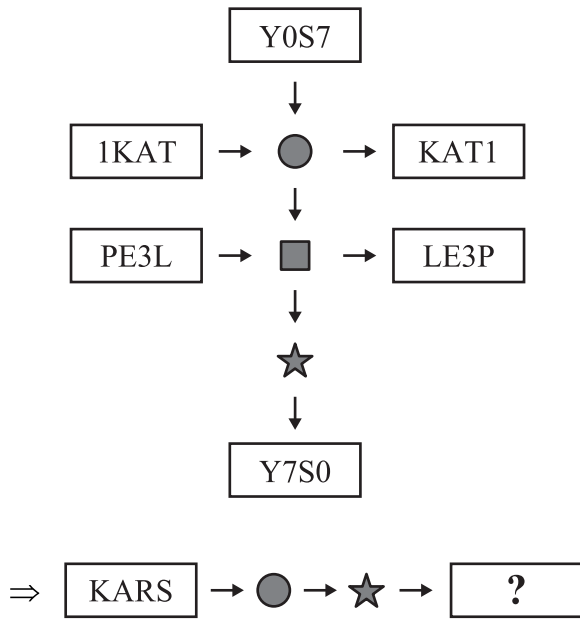 Y0S7
1KAT → → KAT1
PE3L → → LE3P
Y7S0
⇒ KARS → → → ?